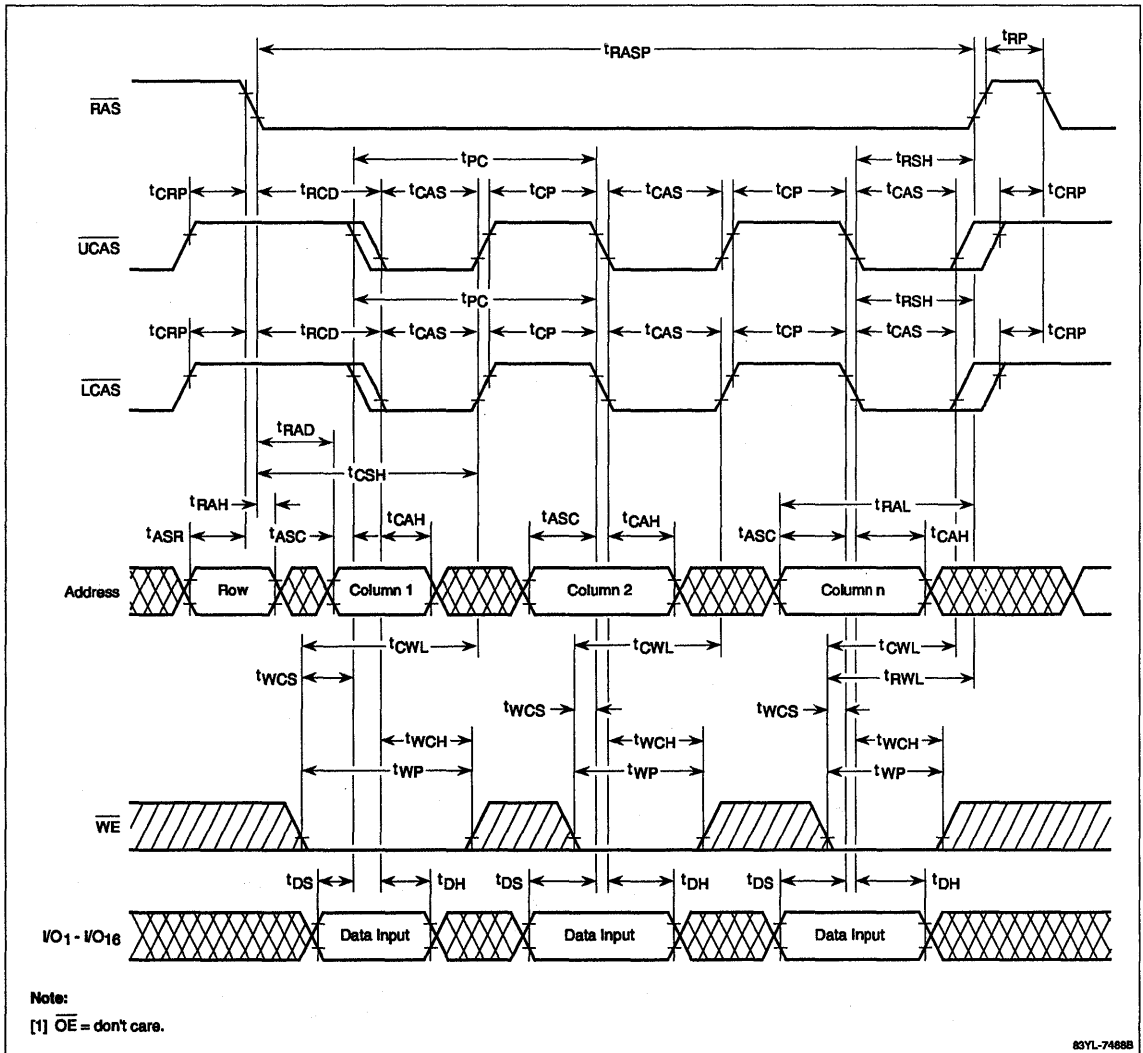 tRASP
tRP
RAS
tPC
tRSH
tCRP tRCD tCAS tCP tCAS tCP tCAS tCRP
UCAS
tPC
tRSH
tCRP tRCD tCAS tCP tCAS tCP tCAS tCRP
LCAS
tRAD
tCSH
tRAH
tRAL
tASR tASC tCAH tASC tCAH tASC tCAH
Address Row Column 1 Column 2 Column n
tCWL tCWL tCWL
tWCS
tRWL
tWCS
tWCS
tWCH tWCH tWCH
tWP tWP tWP
WE
tDS tDH tDS tDH tDS tDH
I/O1 - I/O16 Data Input Data Input Data Input
Note:
[1] OE = don't care.
83YL-7488B